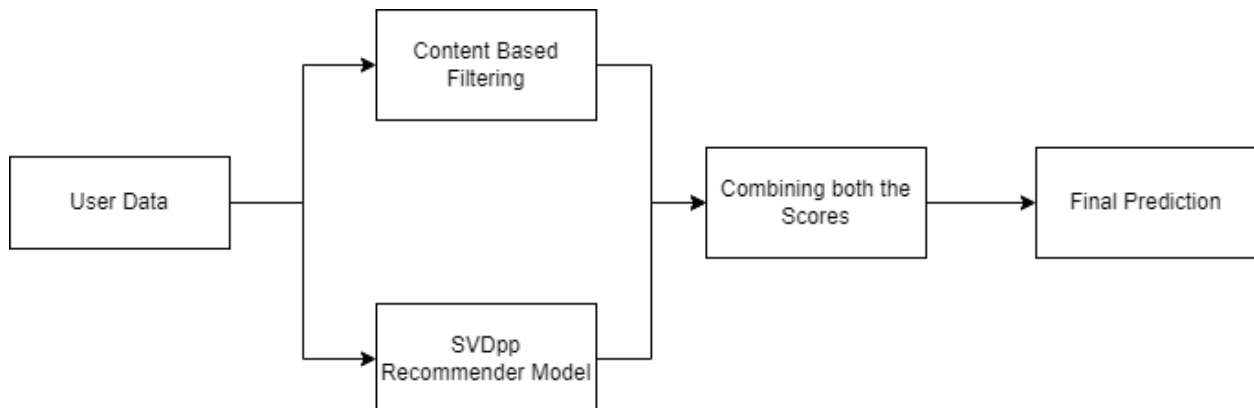 User Data
Content Based
Filtering
SVDpp
Recommender Model
Combining both the
Scores
Final Prediction